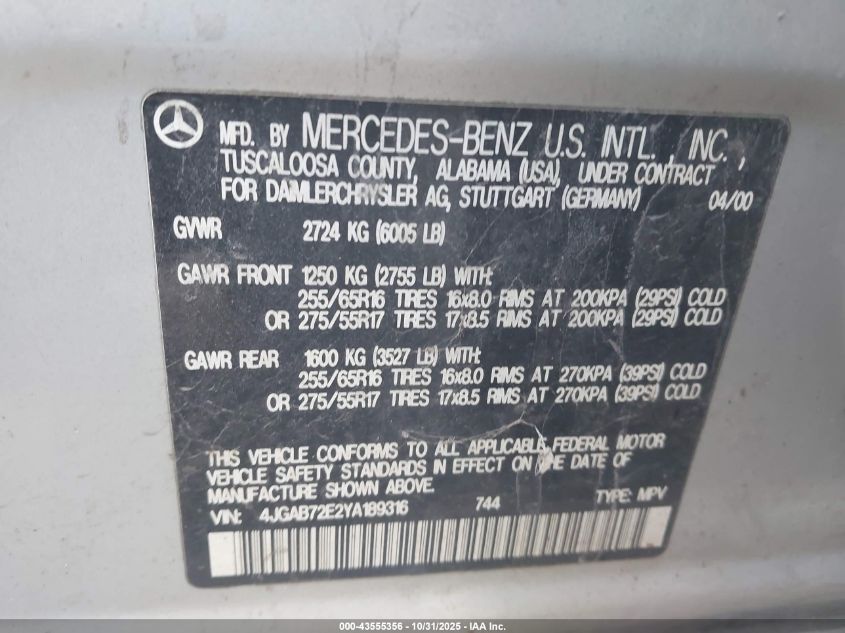 MFD. BY MERCEDES-BENZ U.S. INTL., INC.,
TUSCALOOSA COUNTY, ALABAMA (USA), UNDER CONTRACT
FOR DAIMLERCHRYSLER AG, STUTTGART (GERMANY) 04/00
GVWR 2724 KG (6005 LB)
GAWR FRONT 1250 KG (2755 LB) WITH:
255/65R16 TIRES 16x8.0 RIMS AT 200KPA (29PSI) COLD
OR 275/55R17 TIRES 17x8.5 RIMS AT 200KPA (29PSI) COLD
GAWR REAR 1600 KG (3527 LB) WITH:
255/65R16 TIRES 16x8.0 RIMS AT 270KPA (39PSI) COLD
OR 275/55R17 TIRES 17x8.5 RIMS AT 270KPA (39PSI) COLD
THIS VEHICLE CONFORMS TO ALL APPLICABLE FEDERAL MOTOR
VEHICLE SAFETY STANDARDS IN EFFECT ON THE DATE OF
MANUFACTURE SHOWN ABOVE.
VIN: 4JGAB72E2YA189316 744 TYPE: MPV
000-43555356 - 10/31/2025 - IAA Inc.